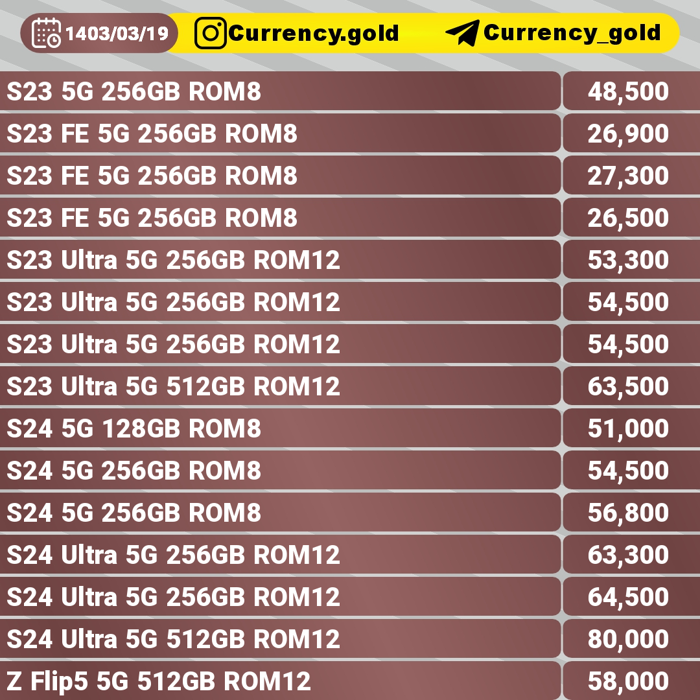 1403/03/19 Currency.gold Currency_gold
S23 5G 256GB ROM8 48,500
S23 FE 5G 256GB ROM8 26,900
S23 FE 5G 256GB ROM8 27,300
S23 FE 5G 256GB ROM8 26,500
S23 Ultra 5G 256GB ROM12 53,300
S23 Ultra 5G 256GB ROM12 54,500
S23 Ultra 5G 256GB ROM12 54,500
S23 Ultra 5G 512GB ROM12 63,500
S24 5G 128GB ROM8 51,000
S24 5G 256GB ROM8 54,500
S24 5G 256GB ROM8 56,800
S24 Ultra 5G 256GB ROM12 63,300
S24 Ultra 5G 256GB ROM12 64,500
S24 Ultra 5G 512GB ROM12 80,000
Z Flip5 5G 512GB ROM12 58,000